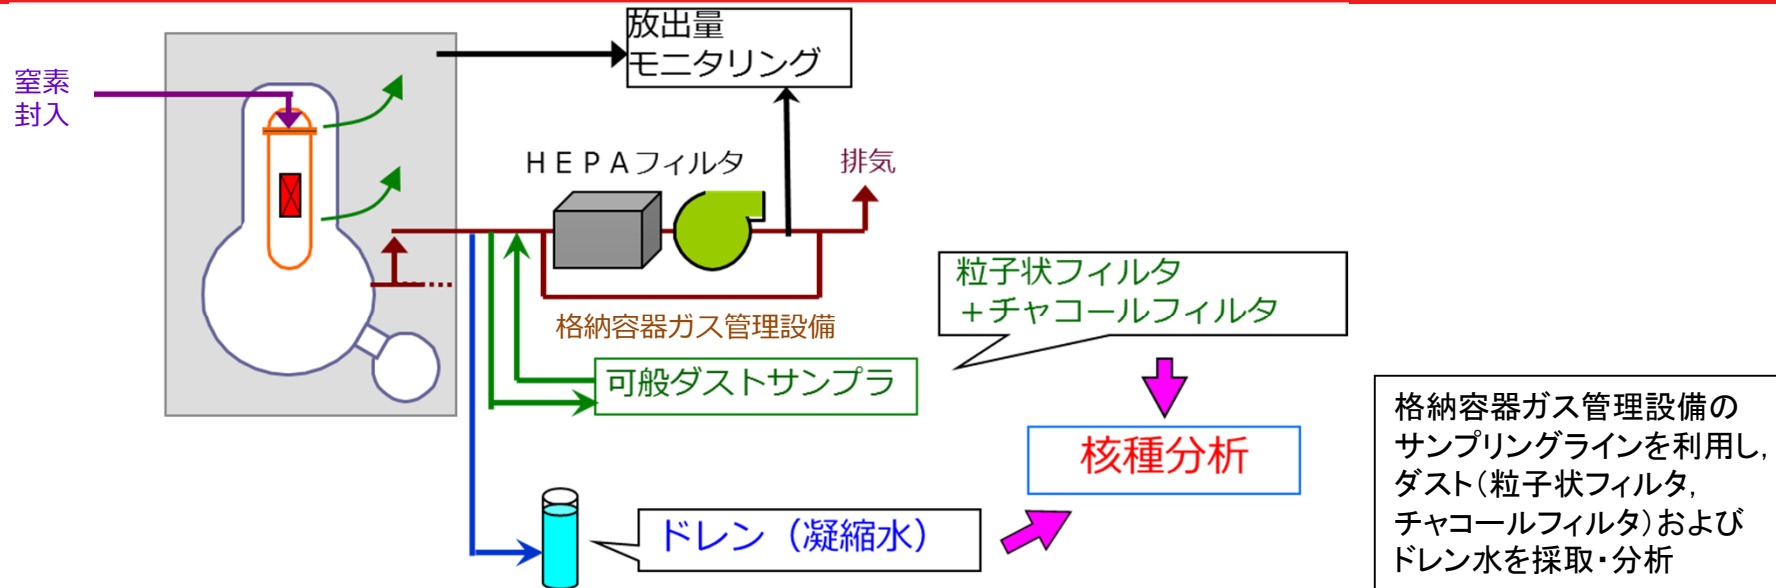 放出量
モニタリング
窒素
封入
ＨＥＰＡフィルタ
排気
格納容器ガス管理設備
粒子状フィルタ
＋チャコールフィルタ
可般ダストサンプラ
核種分析
ドレン（凝縮水）
格納容器ガス管理設備の
サンプリングラインを利用し，
ダスト（粒子状フィルタ，
チャコールフィルタ）および
ドレン水を採取・分析